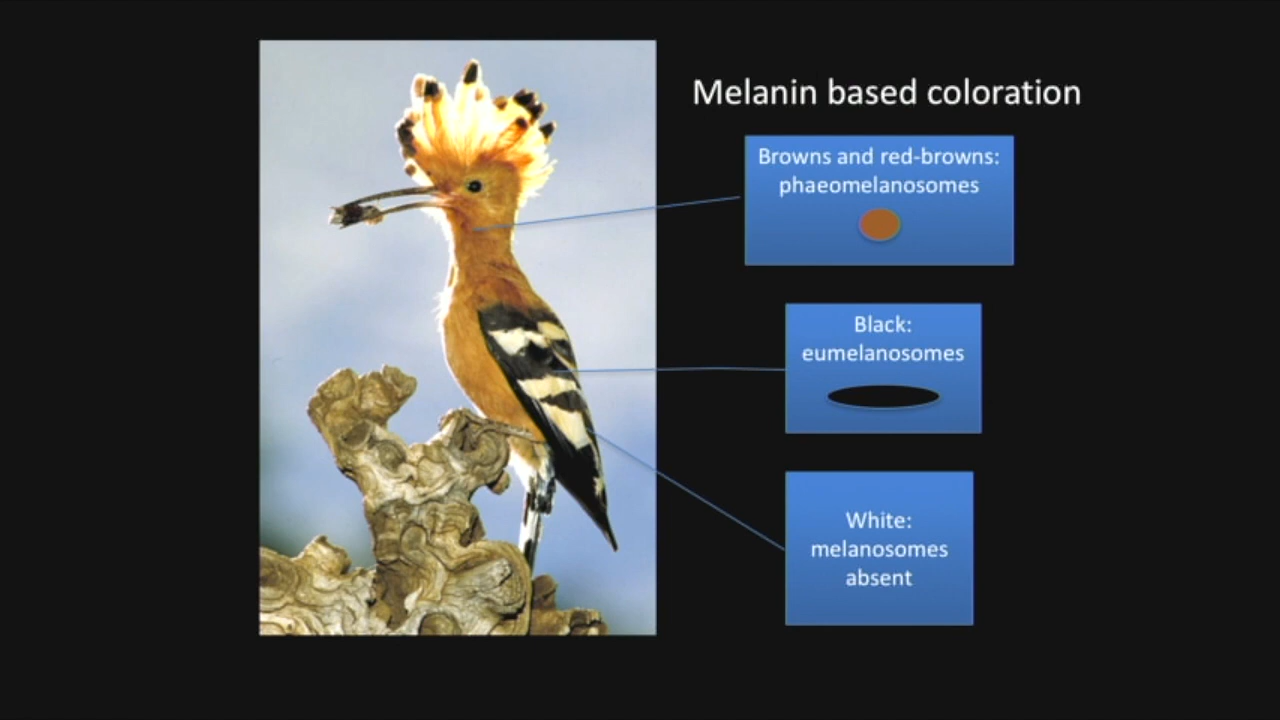 Melanin based coloration
Browns and red-browns:
phaeomelanosomes
Black:
eumelanosomes
White:
melanosomes
absent